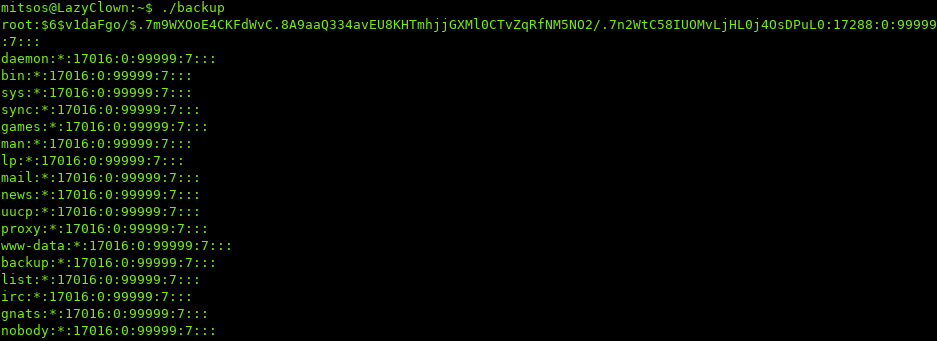 mitsos@LazyClown:~$ ./backup
root:$6$v1daFgo/$.7m9WXOoE4CKFdWvC.8A9aaQ334avEU8KHTmhjjGXMl0CTvZqRfNM5NO2/.7n2WtC58IUOMvLjHL0j4OsDPuL0:17288:0:99999
:7:::
daemon:*:17016:0:99999:7:::
bin:*:17016:0:99999:7:::
sys:*:17016:0:99999:7:::
sync:*:17016:0:99999:7:::
games:*:17016:0:99999:7:::
man:*:17016:0:99999:7:::
lp:*:17016:0:99999:7:::
mail:*:17016:0:99999:7:::
news:*:17016:0:99999:7:::
uucp:*:17016:0:99999:7:::
proxy:*:17016:0:99999:7:::
www-data:*:17016:0:99999:7:::
backup:*:17016:0:99999:7:::
list:*:17016:0:99999:7:::
irc:*:17016:0:99999:7:::
gnats:*:17016:0:99999:7:::
nobody:*:17016:0:99999:7:::